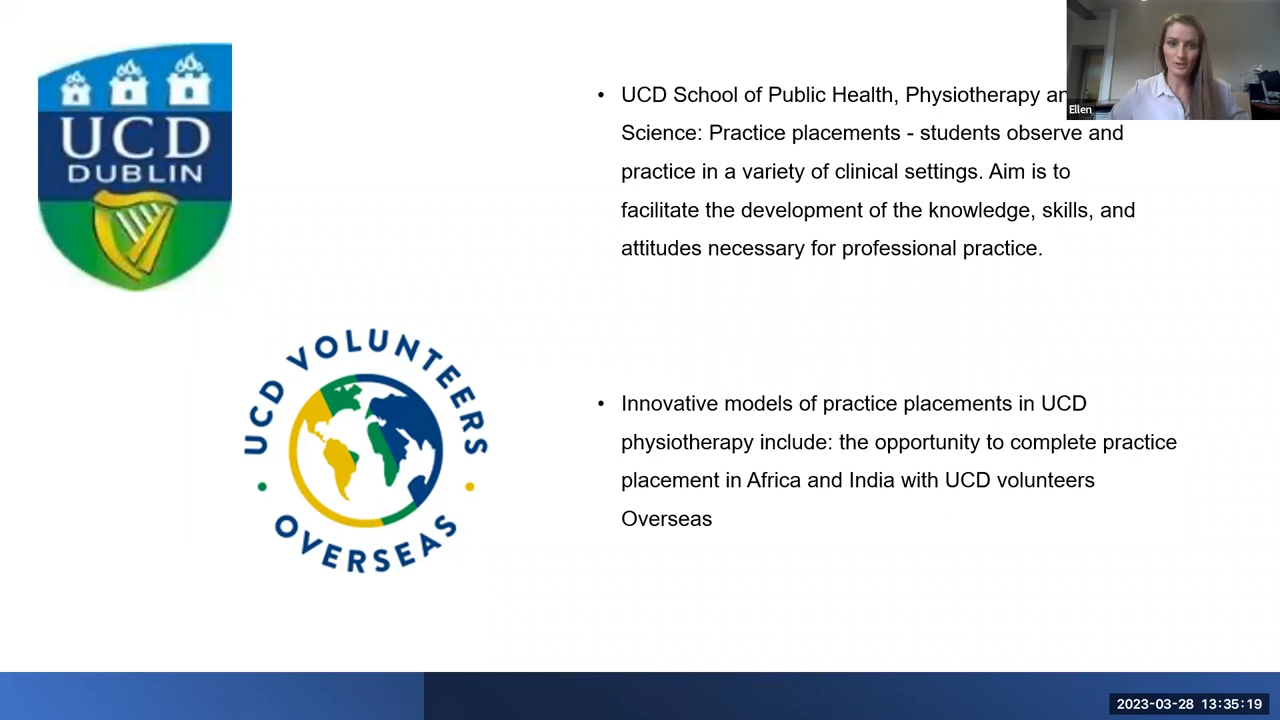 UCD
DUBLIN
UCD VOLUNTEERS
OVERSEAS
• UCD School of Public Health, Physiotherapy
Science: Practice placements - students observe and
practice in a variety of clinical settings. Aim is to
facilitate the development of the knowledge, skills, and
attitudes necessary for professional practice.
• Innovative models of practice placements in UCD
physiotherapy include: the opportunity to complete practice
placement in Africa and India with UCD volunteers
Overseas
Ellen
2023-03-28 13:35:19